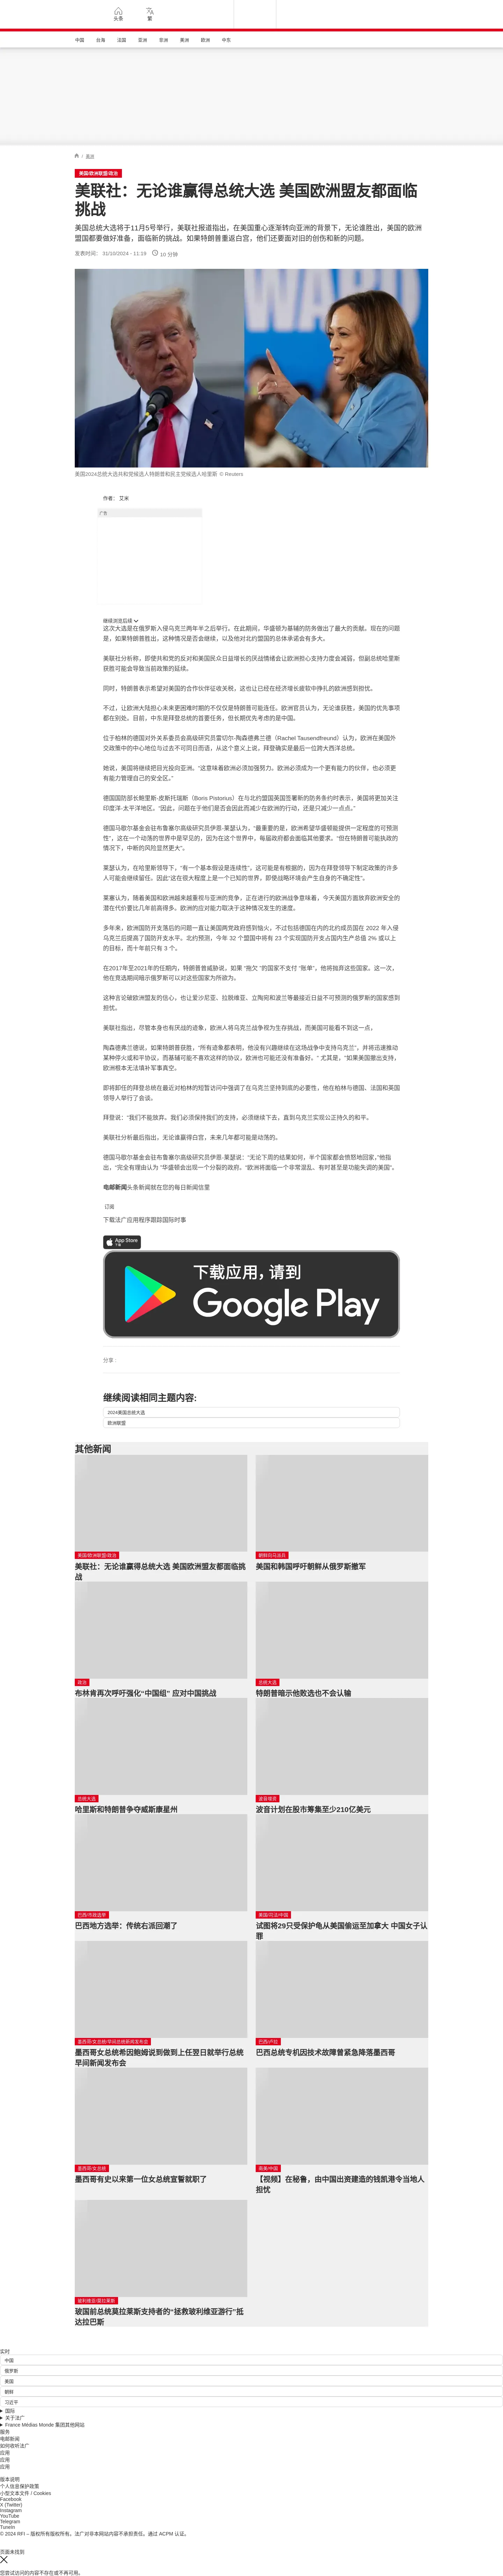 头条
繁
中国
台海
法国
亚洲
非洲
美洲
欧洲
中东
/ 美洲
美国/欧洲联盟/政治
美联社：无论谁赢得总统大选 美国欧洲盟友都面临
挑战
美国总统大选将于11月5号举行，美联社报道指出，在美国重心逐渐转向亚洲的背景下，无论谁胜出，美国的欧洲
盟国都要做好准备，面临新的挑战。如果特朗普重返白宫，他们还要面对旧的创伤和新的问题。
发表时间： 31/10/2024 - 11:19 10 分钟
美国2024总统大选共和党候选人特朗普和民主党候选人哈里斯 © Reuters
作者： 艾米
广告
继续浏览后续
这次大选是在俄罗斯入侵乌克兰两年半之后举行。在此期间，华盛顿为基辅的防务做出了最大的贡献。现在的问题
是，如果特朗普胜出，这种情况是否会继续，以及他对北约盟国的总体承诺会有多大。
美联社分析称，即便共和党的反对和美国民众日益增长的厌战情绪会让欧洲担心支持力度会减弱，但副总统哈里斯
获胜可能会导致当前政策的延续。
同时，特朗普表示希望对美国的合作伙伴征收关税，这也让已经在经济增长疲软中挣扎的欧洲感到担忧。
不过，让欧洲大陆担心未来更困难时期的不仅仅是特朗普可能连任。欧洲官员认为，无论谁获胜，美国的优先事项
都在别处。目前，中东是拜登总统的首要任务，但长期优先考虑的是中国。
位于柏林的德国对外关系委员会高级研究员雷切尔-陶森德弗兰德（Rachel Tausendfreund）认为，欧洲在美国外
交政策中的中心地位与过去不可同日而语，从这个意义上说，拜登确实是最后一位跨大西洋总统。
她说，美国将继续把目光投向亚洲。“这意味着欧洲必须加强努力。欧洲必须成为一个更有能力的伙伴，也必须更
有能力管理自己的安全区。”
德国国防部长鲍里斯-皮斯托瑞斯（Boris Pistorius）在与北约盟国英国签署新的防务条约时表示，美国将更加关注
印度洋-太平洋地区。“因此，问题在于他们是否会因此而减少在欧洲的行动，还是只减少一点点。”
德国马歇尔基金会驻布鲁塞尔高级研究员伊恩-莱瑟认为，“最重要的是，欧洲希望华盛顿能提供一定程度的可预测
性”，这在一个动荡的世界中是罕见的，因为在这个世界中，每届政府都会面临其他要求。“但在特朗普可能执政的
情况下，中断的风险显然更大”。
莱瑟认为，在哈里斯领导下，“有一个基本假设是连续性”。这可能是有根据的，因为在拜登领导下制定政策的许多
人可能会继续留任。因此“这在很大程度上是一个已知的世界，即使战略环境会产生自身的不确定性”。
莱塞认为，随着美国和欧洲越来越重视与亚洲的竞争，正在进行的欧洲战争意味着，今天美国方面放弃欧洲安全的
潜在代价要比几年前高得多。欧洲的应对能力取决于这种情况发生的速度。
多年来，欧洲国防开支落后的问题一直让美国两党政府感到恼火，不过包括德国在内的北约成员国在 2022 年入侵
乌克兰后提高了国防开支水平。北约预测，今年 32 个盟国中将有 23 个实现国防开支占国内生产总值 2% 或以上
的目标，而十年前只有 3 个。
在2017年至2021年的任期内，特朗普曾威胁说，如果 “拖欠 ”的国家不支付 “账单”，他将抛弃这些国家。这一次，
他在竞选期间暗示俄罗斯可以对这些国家为所欲为。
这种言论破坏欧洲盟友的信心，也让爱沙尼亚、拉脱维亚、立陶宛和波兰等最接近日益不可预测的俄罗斯的国家感到
担忧。
美联社指出，尽管本身也有厌战的迹象，欧洲人将乌克兰战争视为生存挑战，而美国可能看不到这一点，
陶森德弗兰德说，如果特朗普获胜，“所有迹象都表明，他没有兴趣继续在这场战争中支持乌克兰”，并将迅速推动
某种停火或和平协议，而基辅可能不喜欢这样的协议，欧洲也可能还没有准备好。“ 尤其是，”如果美国撤出支持，
欧洲根本无法填补军事真空。
即将卸任的拜登总统在最近对柏林的短暂访问中强调了在乌克兰坚持到底的必要性，他在柏林与德国、法国和英国
领导人举行了会谈。
拜登说：“我们不能放弃。我们必须保持我们的支持，必须继续下去，直到乌克兰实现公正持久的和平。
美联社分析最后指出，无论谁赢得白宫，未来几年都可能是动荡的。
德国马歇尔基金会驻布鲁塞尔高级研究员伊恩-莱瑟说：“无论下周的结果如何，半个国家都会愤怒地回家，”他指
出，“完全有理由认为 ”华盛顿会出现一个分裂的政府。“欧洲将面临一个非常混乱、有时甚至是功能失调的美国”。
电邮新闻头条新闻就在您的每日新闻信里
订阅
下载法广应用程序跟踪国际时事
App Store
下载
下载应用，请到
Google Play
分享 :
继续阅读相同主题内容:
2024美国总统大选
欧洲联盟
其他新闻
美国/欧洲联盟/政治
美联社：无论谁赢得总统大选 美国欧洲盟友都面临挑
战
朝鲜/乌克兰兵
美国和韩国呼吁朝鲜从俄罗斯撤军
政治
布林肯再次呼吁强化“中国组” 应对中国挑战
总统大选
特朗普暗示他败选也不会认输
总统大选
哈里斯和特朗普争夺威斯康星州
波音增资
波音计划在股市筹集至少210亿美元
巴西/市政选举
巴西地方选举：传统右派回潮了
美国/司法/中国
试图将29只受保护龟从美国偷运至加拿大 中国女子认
罪
墨西哥/女总统/早间总统新闻发布会
墨西哥女总统希因鲍姆说到做到上任翌日就举行总统
早间新闻发布会
巴西/卢拉
巴西总统专机因技术故障曾紧急降落墨西哥
墨西哥/女总统
墨西哥有史以来第一位女总统宣誓就职了
南美/中国
【视频】在秘鲁，由中国出资建造的钱凯港令当地人
担忧
玻利维亚/莫拉莱斯
玻国前总统莫拉莱斯支持者的“拯救玻利维亚游行”抵
达拉巴斯
实时
中国
俄罗斯
美国
朝鲜
习近平
国际
关于法广
France Médias Monde 集团其他网站
服务
电邮新闻
如何收听法广
应用
应用
应用
版本说明
个人信息保护政策
小型文本文件 / Cookies
Facebook
X (Twitter)
Instagram
YouTube
Telegram
TuneIn
© 2024 RFI – 版权所有版权所有。法广对非本网站内容不承担责任。通过 ACPM 认证。
页面未找到
您尝试访问的内容不存在或不再可用。